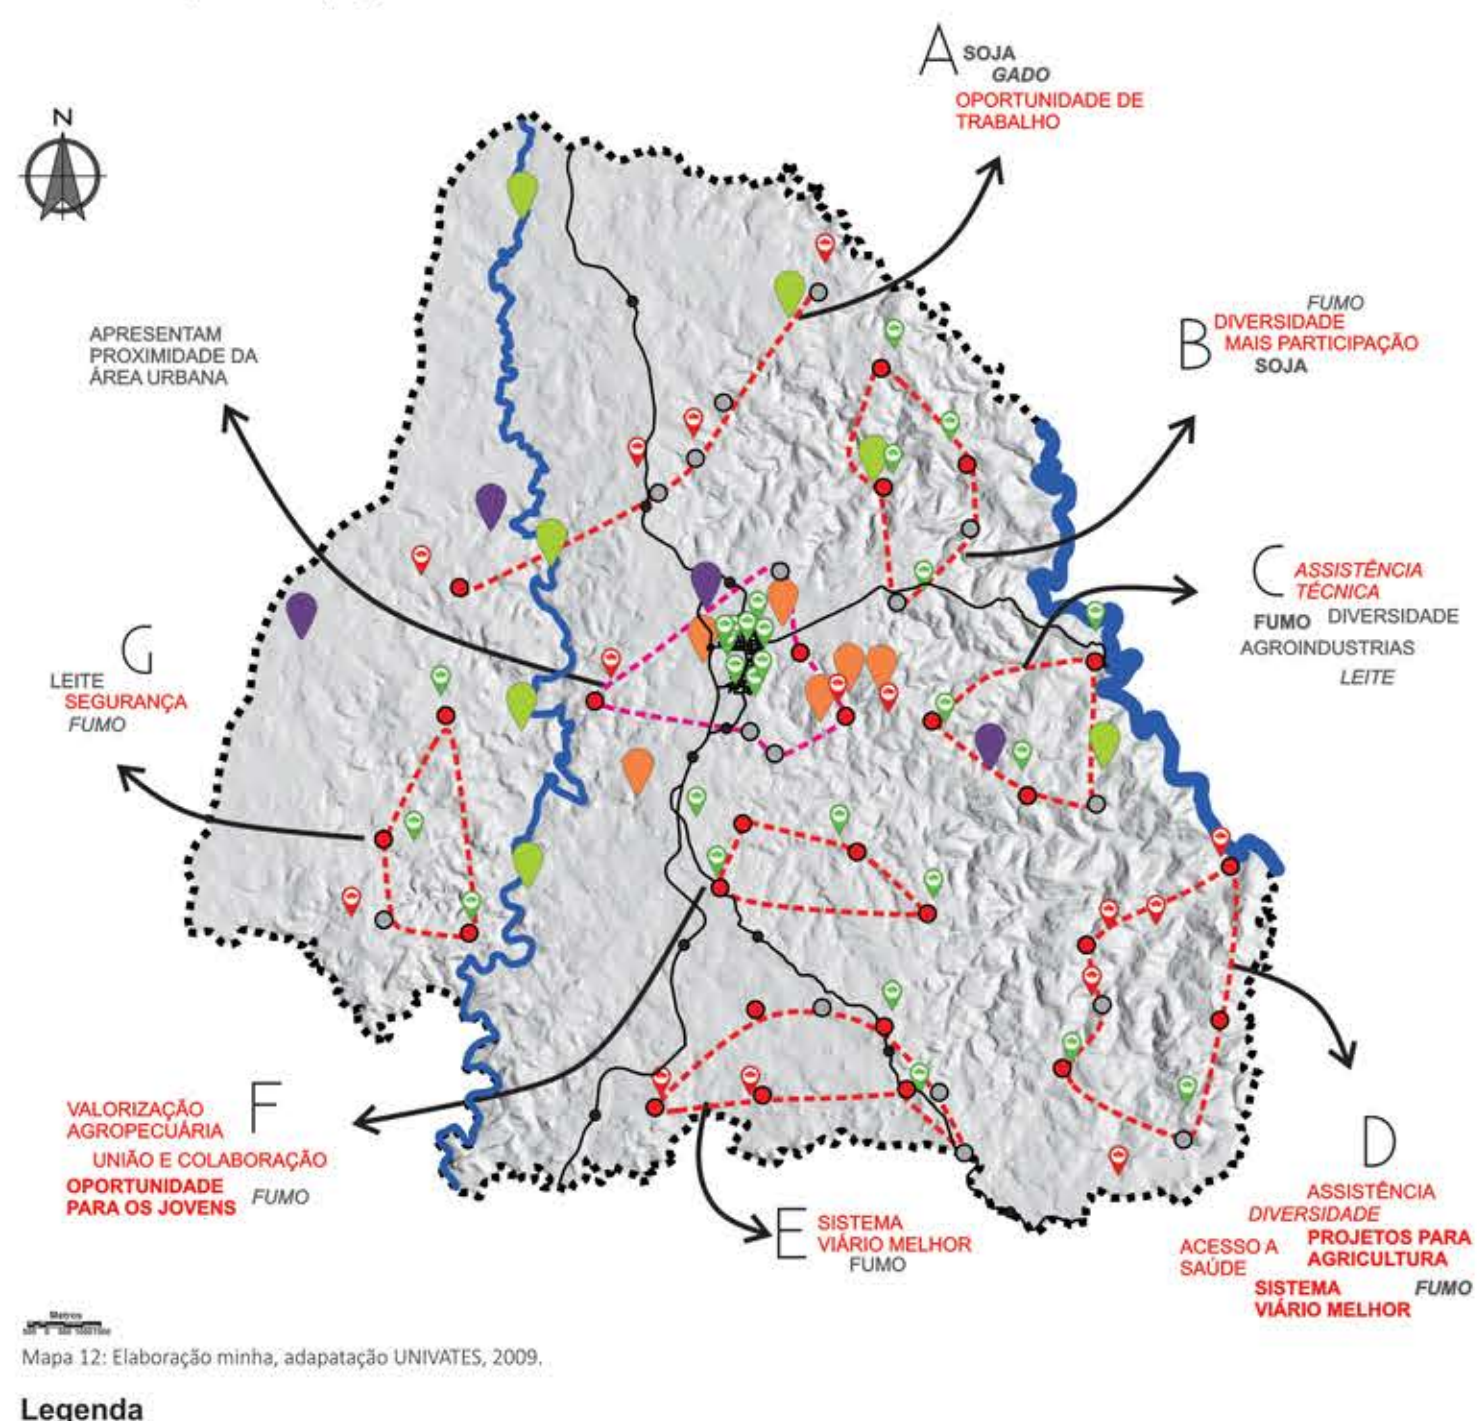 A SOJA
GADO
OPORTUNIDADE DE
TRABALHO
N
FUMO
B DIVERSIDADE
MAIS PARTICIPAÇÃO
SOJA
APRESENTAM
PROXIMIDADE DA
ÁREA URBANA
C ASSISTÊNCIA
TÉCNICA
FUMO DIVERSIDADE
AGROINDUSTRIAS
LEITE
G
LEITE
SEGURANÇA
FUMO
F
VALORIZAÇÃO
AGROPECUÁRIA
UNIÃO E COLABORAÇÃO
OPORTUNIDADE
PARA OS JOVENS
FUMO
E SISTEMA
VIÁRIO MELHOR
FUMO
D
ASSISTÊNCIA
DIVERSIDADE
PROJETOS PARA
AGRICULTURA
ACESSO A
SAÚDE
SISTEMA
VIÁRIO MELHOR
FUMO
Metros
Mapa 12: Elaboração minha, adapatação UNIVATES, 2009.
Legenda